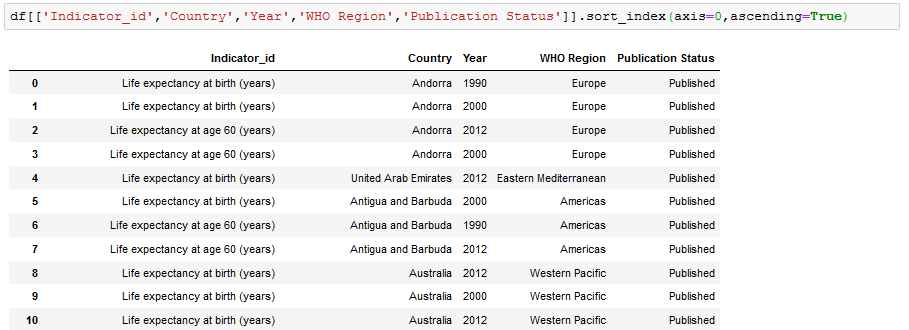 df[['Indicator_id','Country','Year','WHO Region','Publication Status']].sort_index(axis=0,ascending=True)
Indicator_id Country Year WHO Region Publication Status
0 Life expectancy at birth (years) Andorra 1990 Europe Published
1 Life expectancy at birth (years) Andorra 2000 Europe Published
2 Life expectancy at age 60 (years) Andorra 2012 Europe Published
3 Life expectancy at age 60 (years) Andorra 2000 Europe Published
4 Life expectancy at birth (years) United Arab Emirates 2012 Eastern Mediterranean Published
5 Life expectancy at birth (years) Antigua and Barbuda 2000 Americas Published
6 Life expectancy at age 60 (years) Antigua and Barbuda 1990 Americas Published
7 Life expectancy at age 60 (years) Antigua and Barbuda 2012 Americas Published
8 Life expectancy at birth (years) Australia 2012 Western Pacific Published
9 Life expectancy at birth (years) Australia 2000 Western Pacific Published
10 Life expectancy at birth (years) Australia 2012 Western Pacific Published